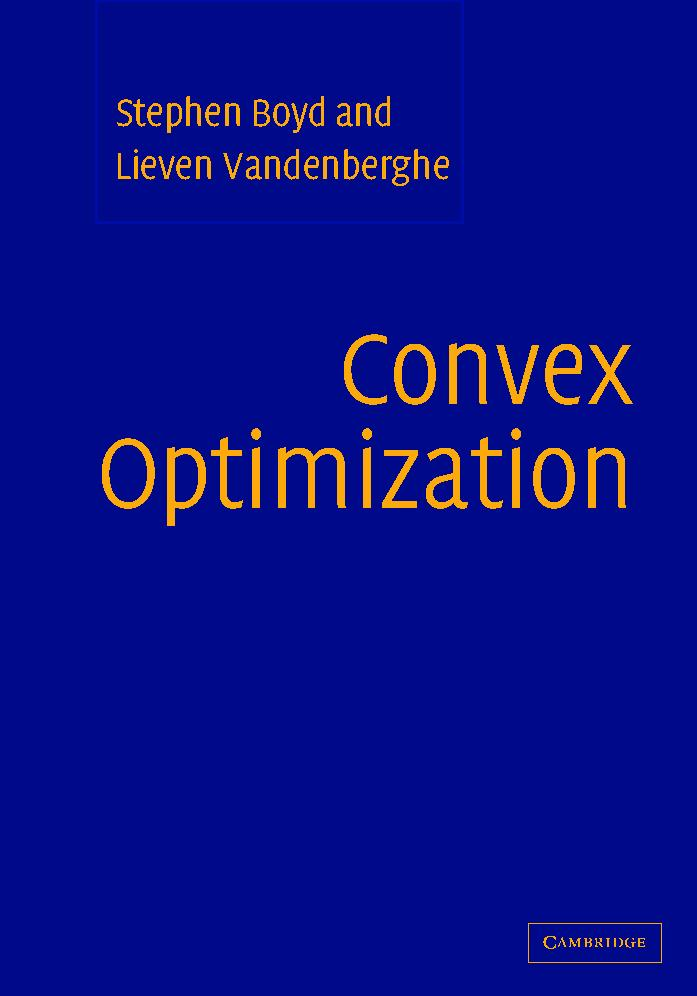 Stephen Boyd and
Lieven Vandenberghe
Convex
Optimization
CAMBRIDGE